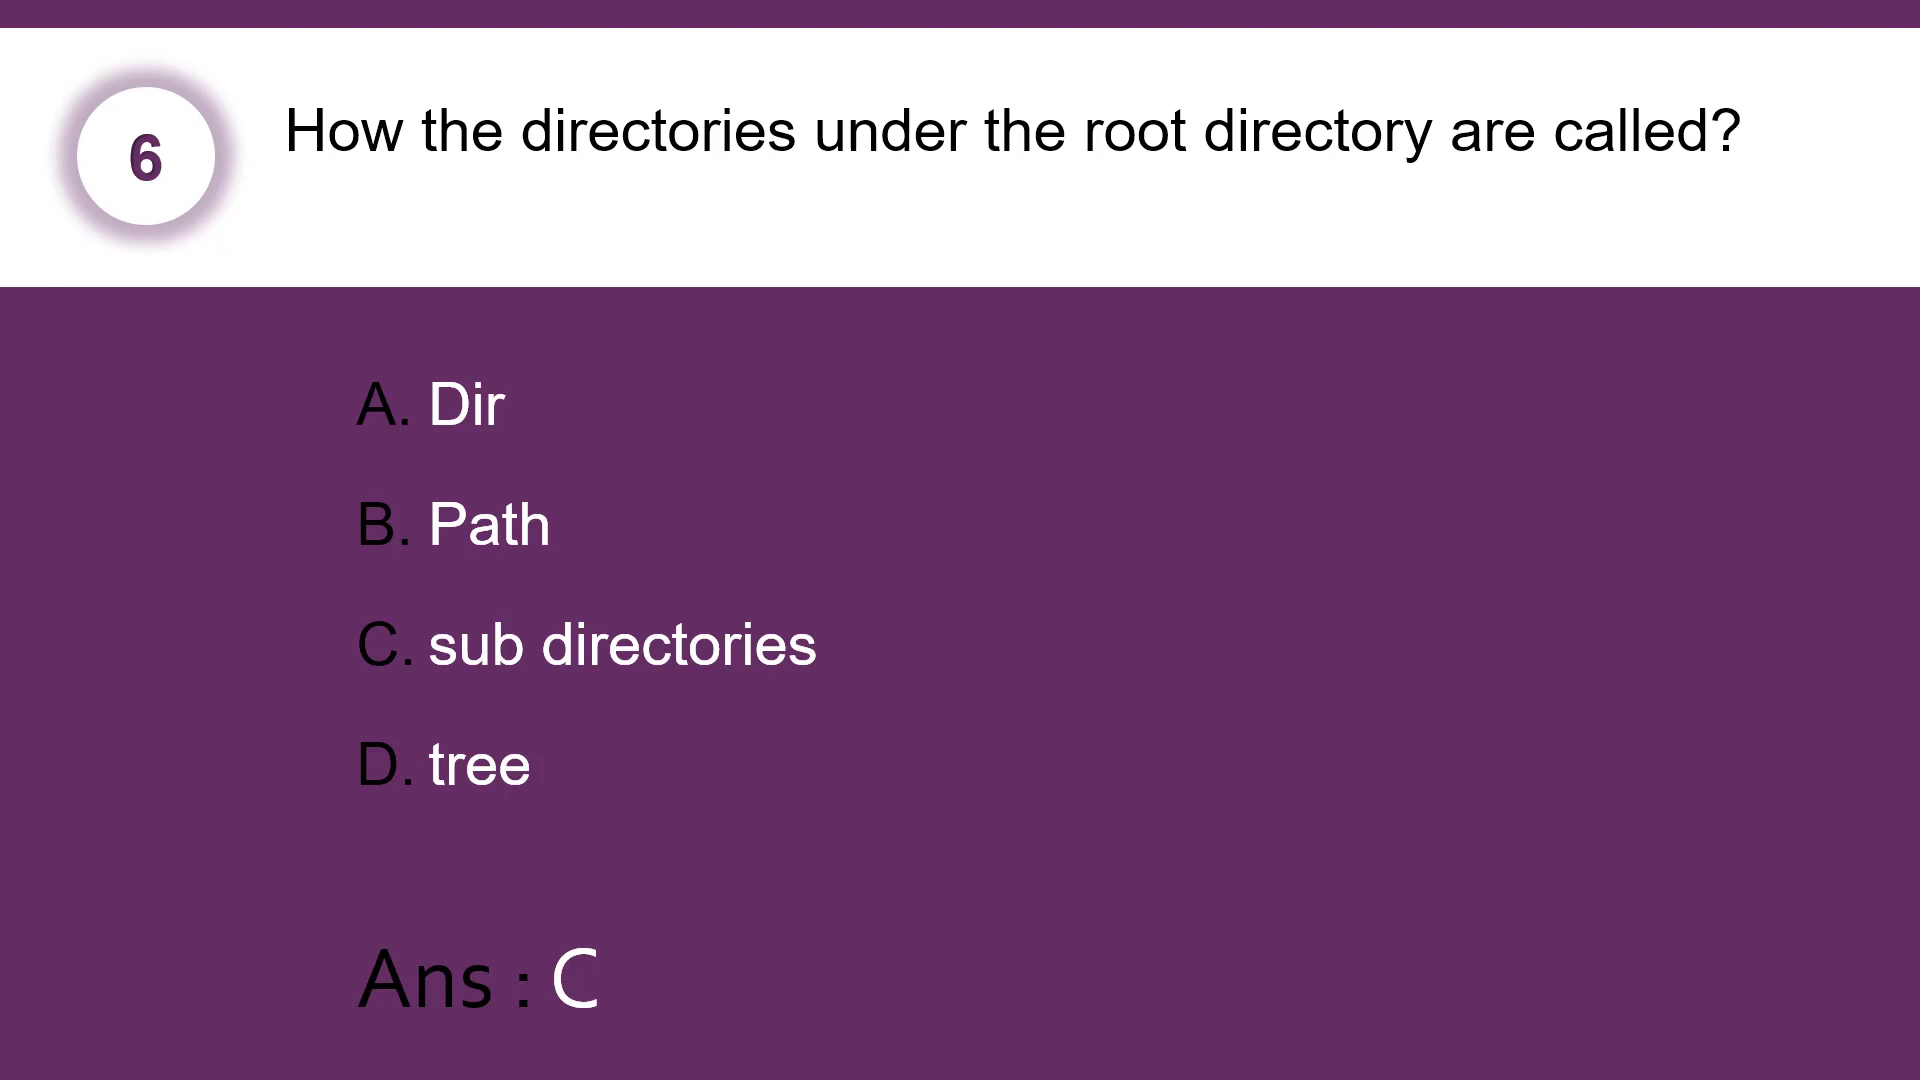 6
How the directories under the root directory are called?
A. Dir
B. Path
C. sub directories
D. tree
Ans : C